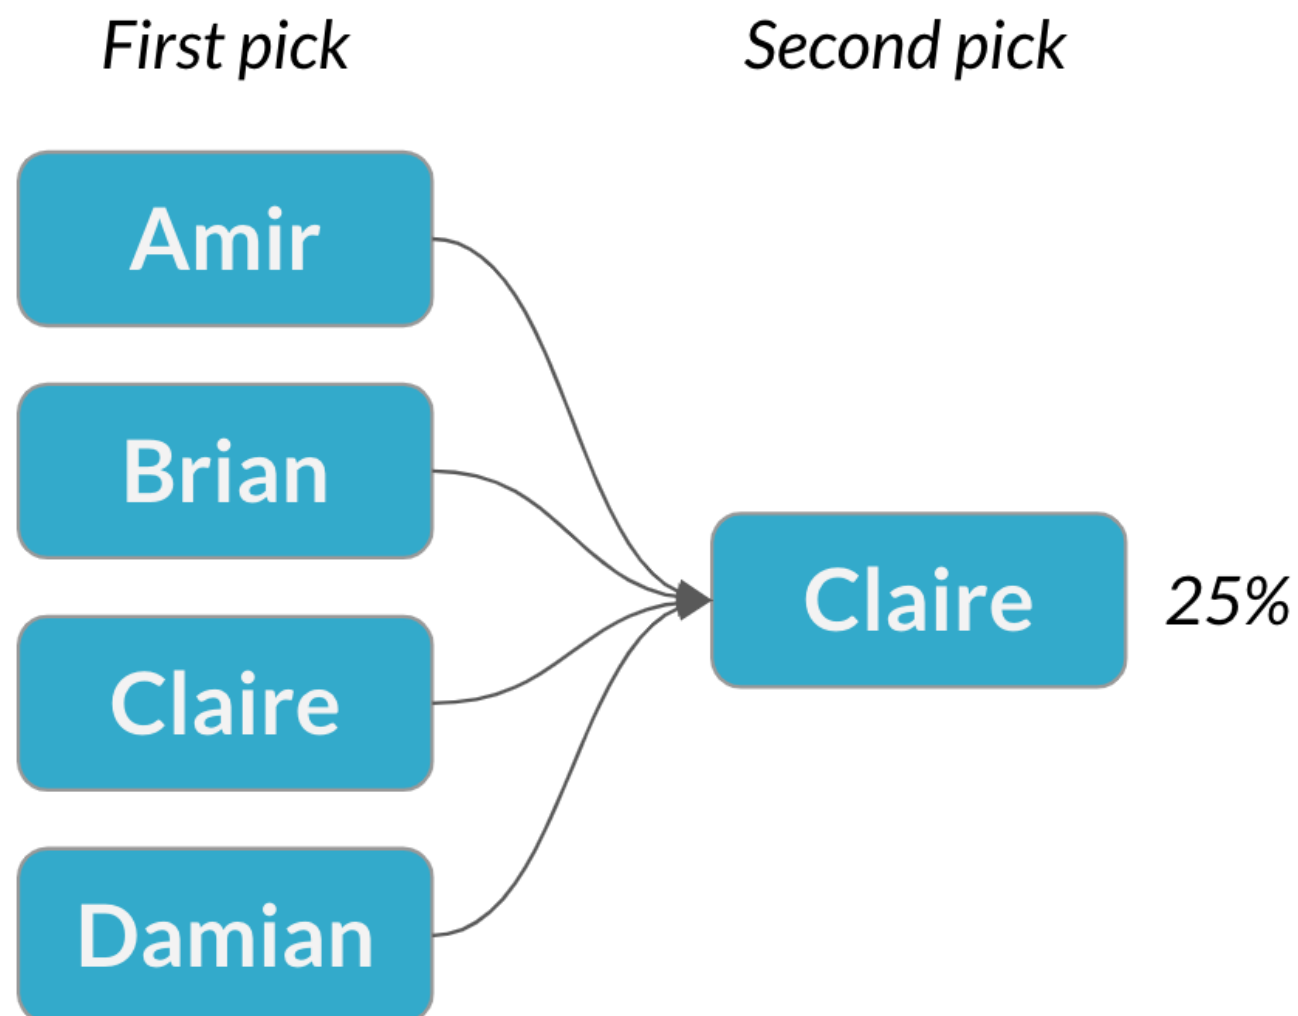 First pick
Second pick
Amir
Brian
Claire
Damian
Claire
25%